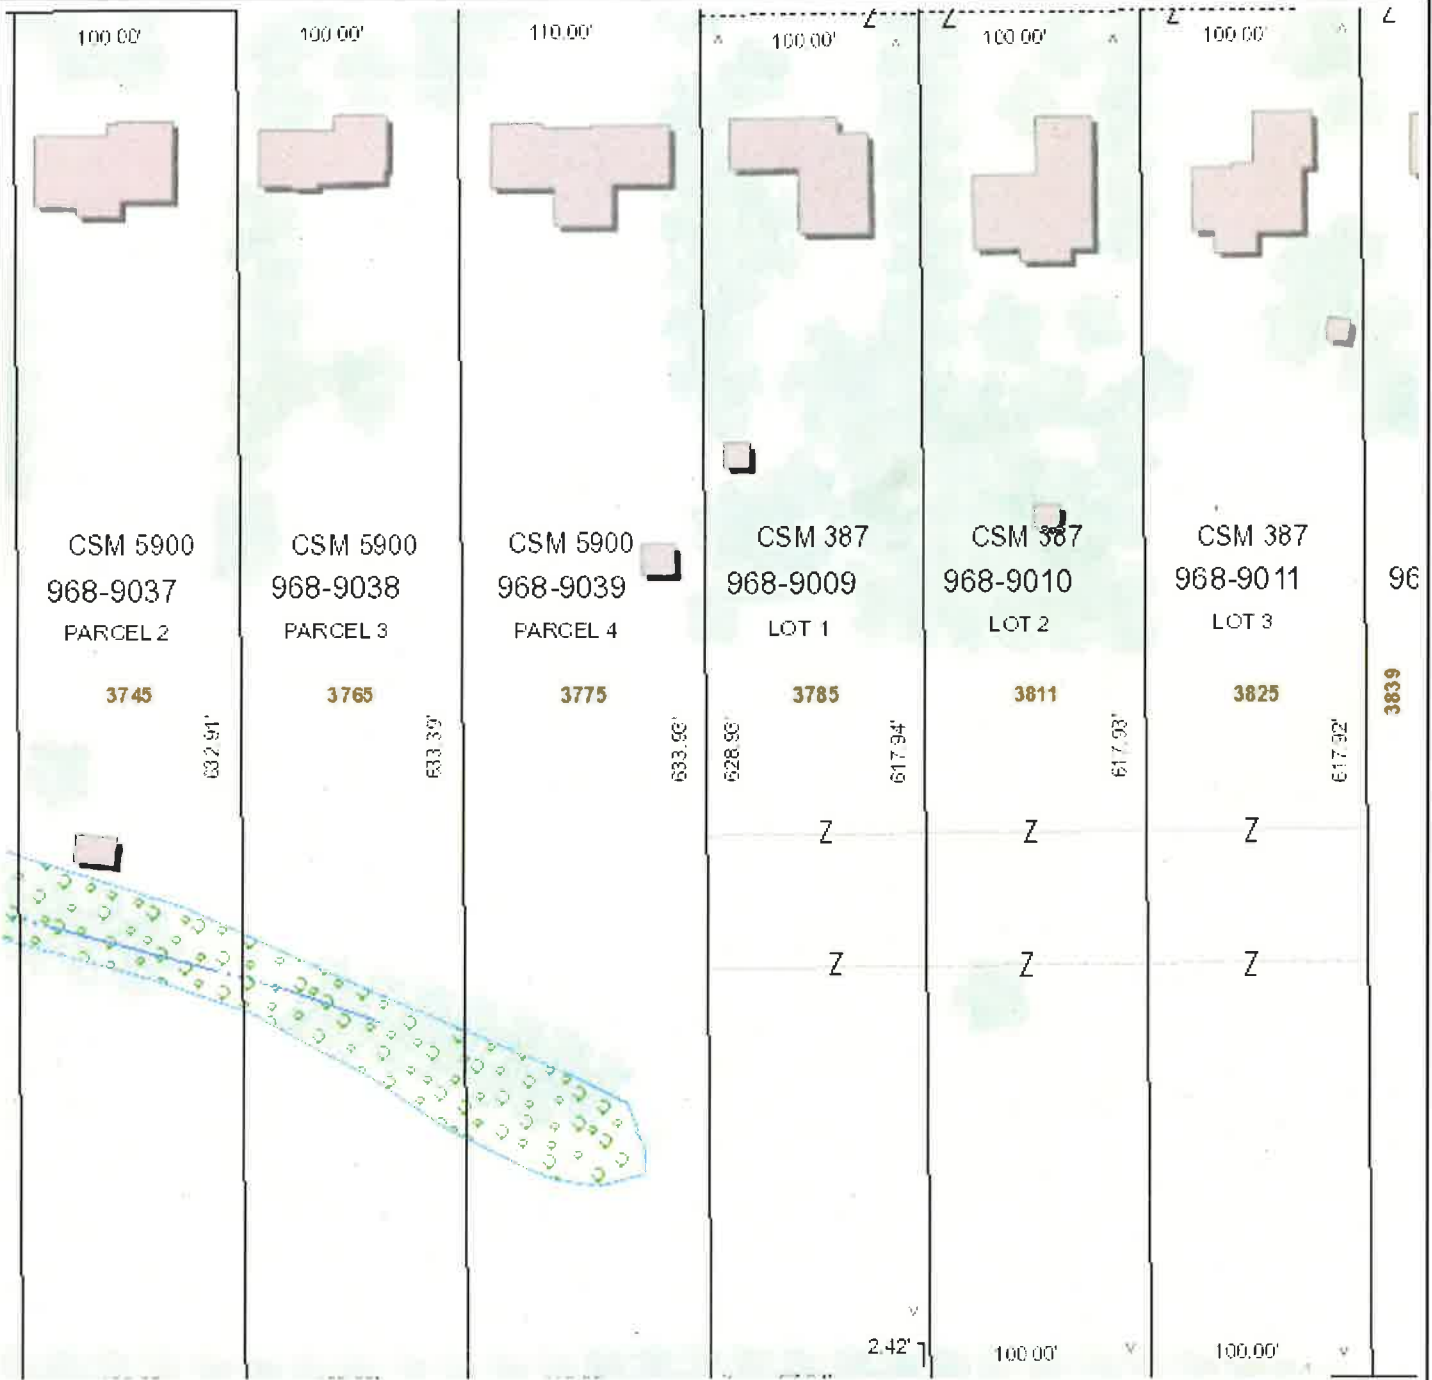 100.00' 100.00' 110.00' 100.00' 100.00' 100.00'
Z Z Z Z
CSM 5900 CSM 5900 CSM 5900 CSM 387 CSM 387 CSM 387
968-9037 968-9038 968-9039 968-9009 968-9010 968-9011 96
PARCEL 2 PARCEL 3 PARCEL 4 LOT 1 LOT 2 LOT 3
3745 3765 3775 3785 3811 3825 3839
632.91' 633.39' 633.93' 628.93' 617.94' 617.93' 617.92'
Z Z Z
Z Z Z
2.42' 100.00' 100.00'